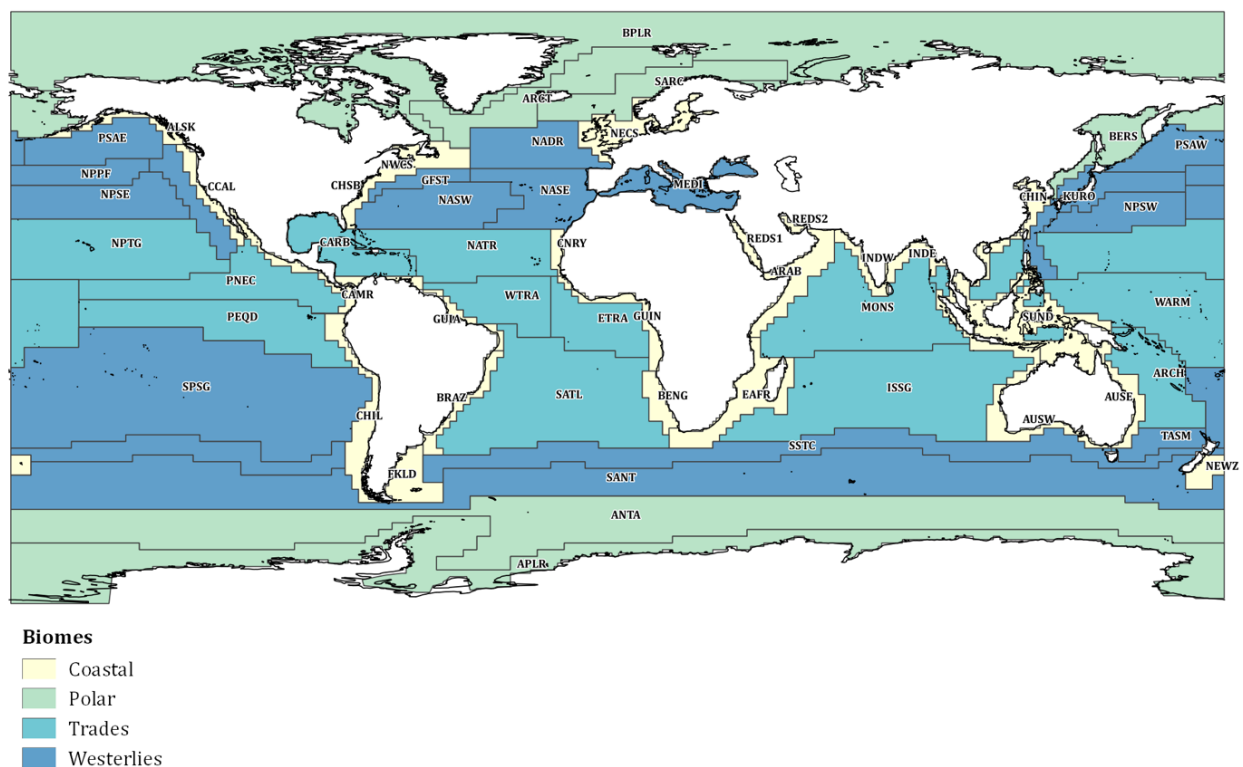 BPLR
SARC
ARCT
BERS
ALSK
PSAE
NECS
NADR
PSAW
NWCS
NPPF
GFST
MEDI
CCAL
CHSB
NASE
NPSE
NASW
CHIN
KURO
NPSW
REDS2
REDS1
NPTG
CARB
NATR
CNRY
INDE
INDW
ARAB
PNEC
CAMR
WTRA
MONS
WARM
PEQD
GUIA
ETRA
GUIN
SUND
ARCH
SPSG
ISSG
BRAZ
SATL
BENG
EAFR
AUSE
CHIL
AUSW
TASM
SSTC
NEWZ
FKLD
SANT
ANTA
APLR
Biomes
Coastal
Polar
Trades
Westerlies